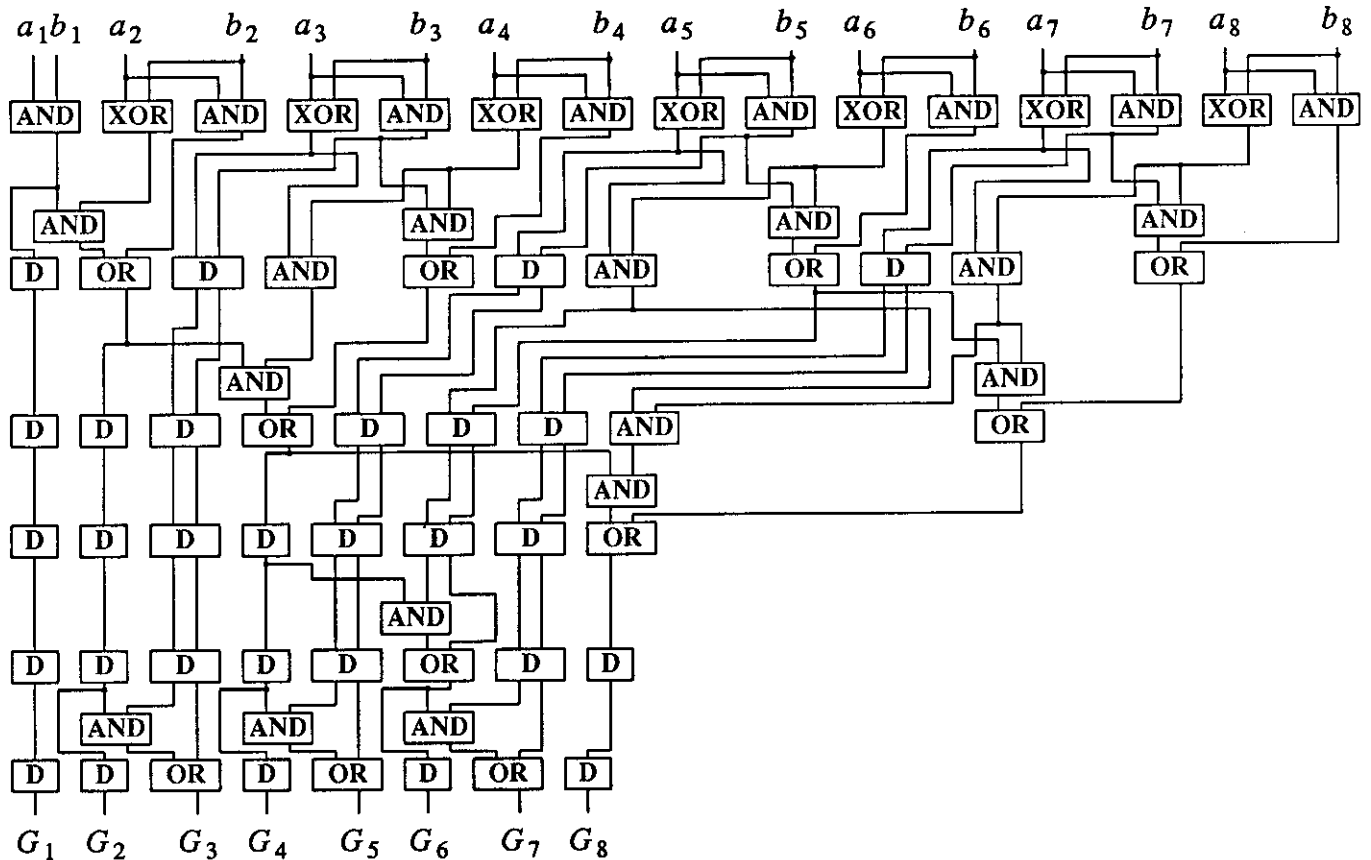 a₁ b₁ a₂ b₂ a₃ b₃ a₄ b₄ a₅ b₅ a₆ b₆ a₇ b₇ a₈ b₈
AND XOR AND XOR AND XOR AND XOR AND XOR AND XOR AND XOR AND
AND AND AND AND
D OR D AND OR D AND OR D AND OR
AND AND
D D D OR D D D AND OR
AND
D D D D D D D OR
AND
D D D D D OR D D
AND AND AND
D D OR D OR D OR D
G₁ G₂ G₃ G₄ G₅ G₆ G₇ G₈